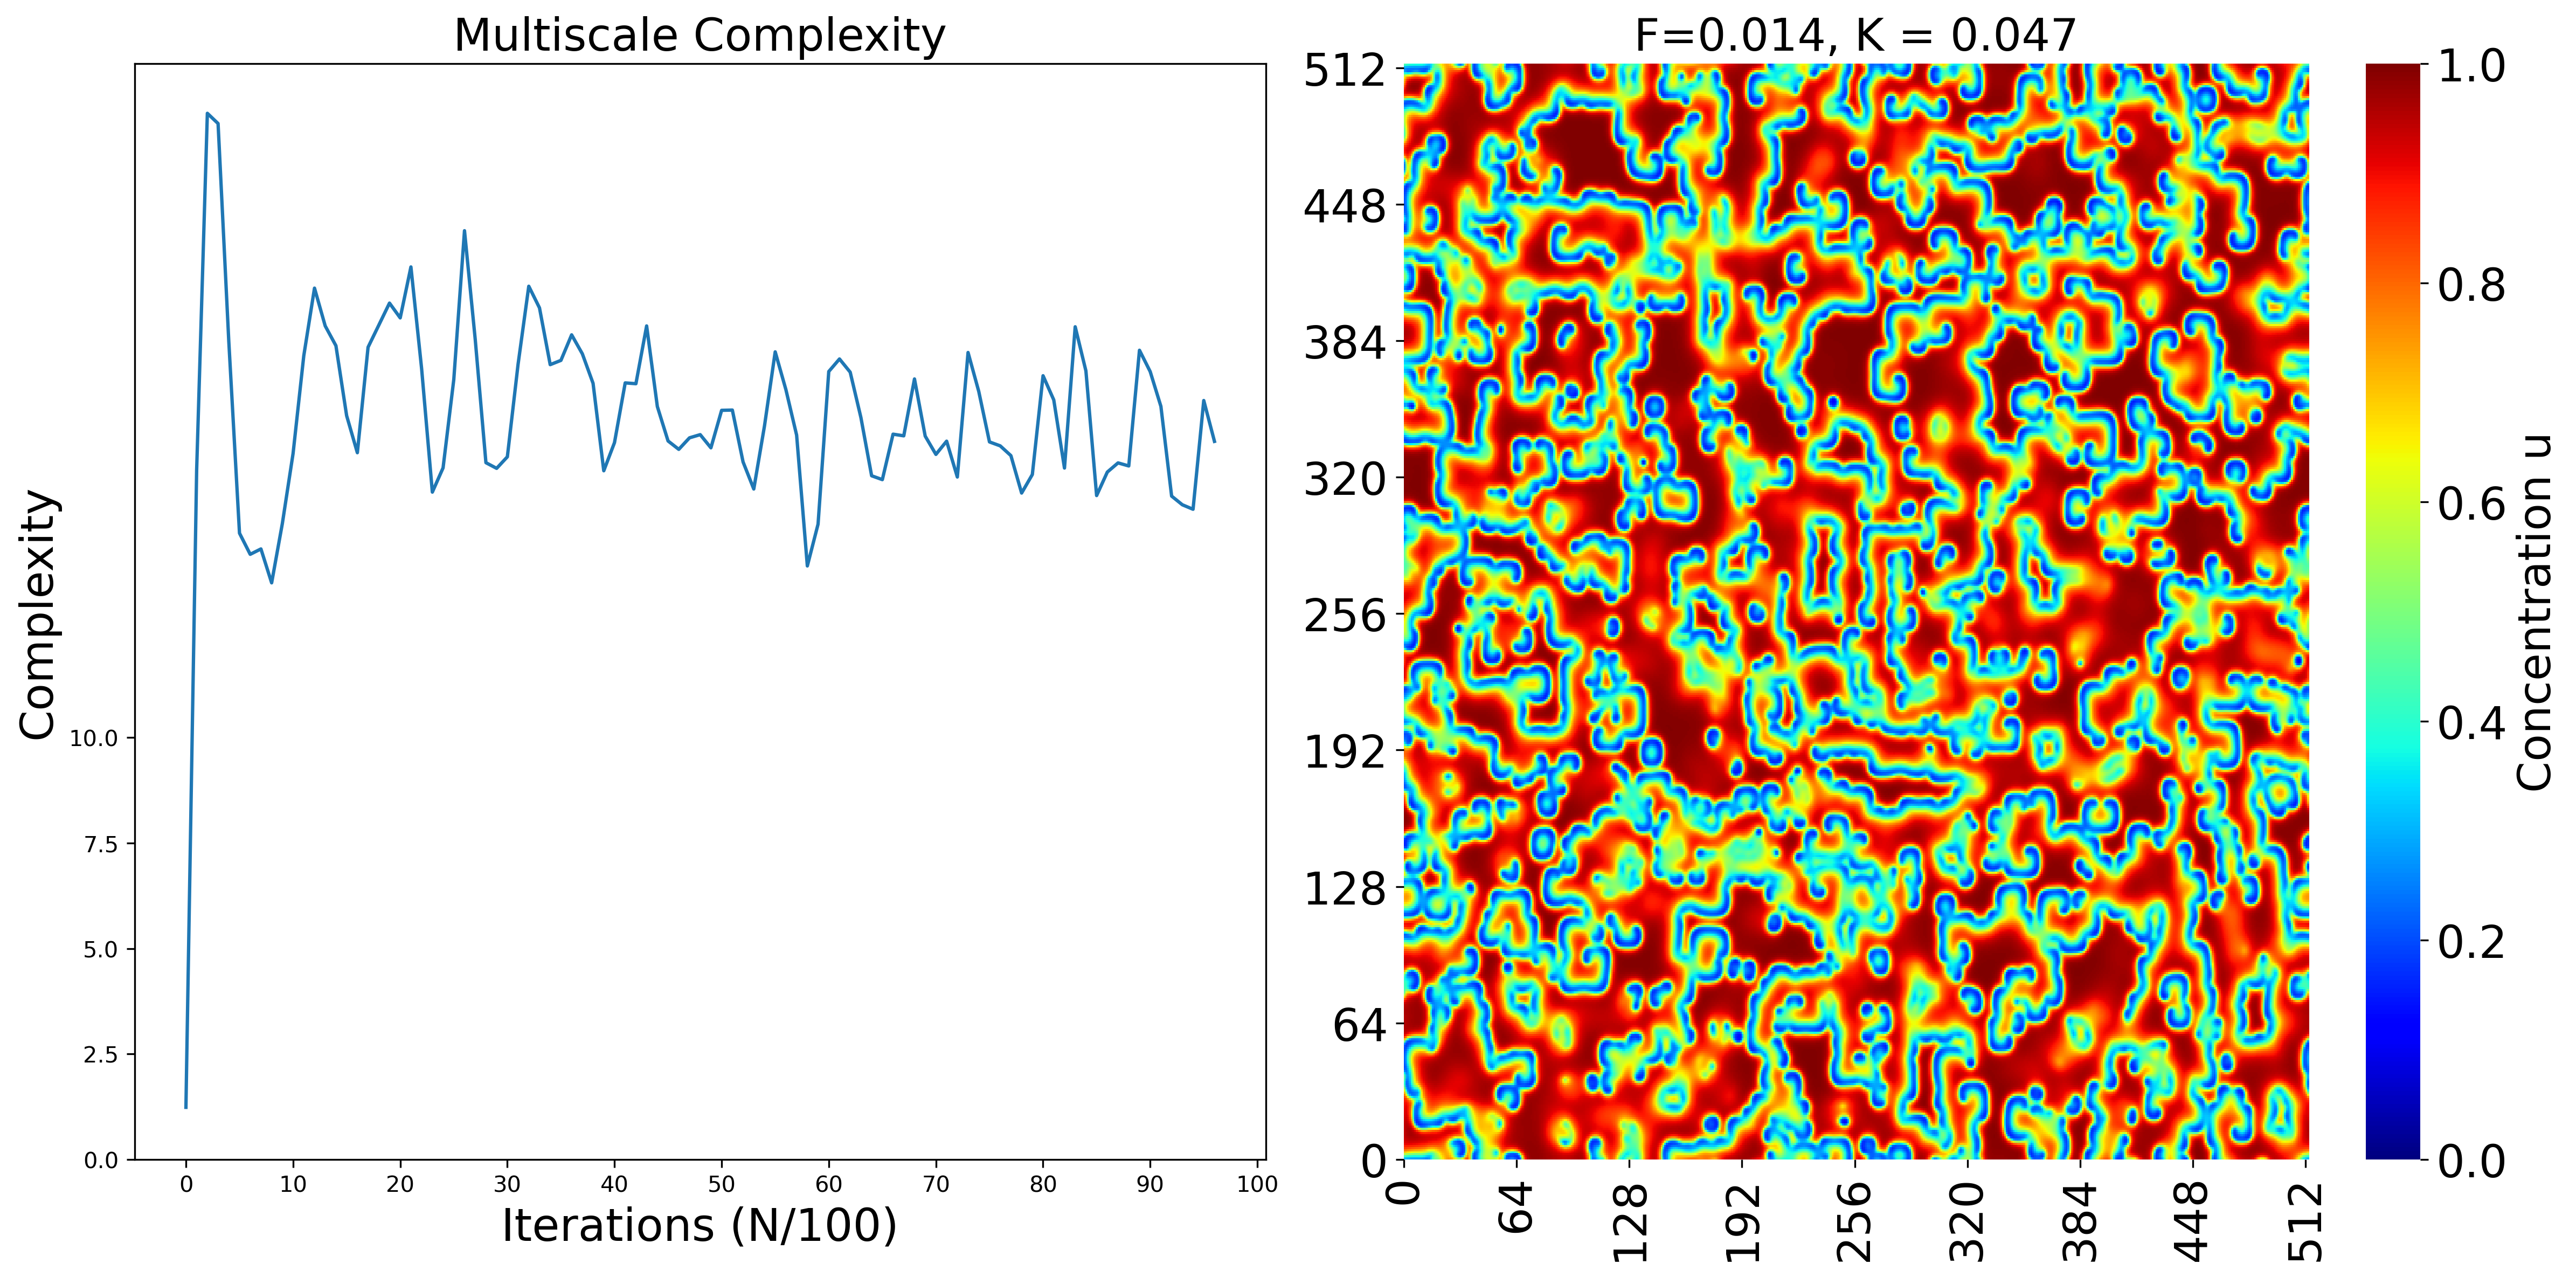 Multiscale Complexity
Complexity
10.0
7.5
5.0
2.5
0.0
0 10 20 30 40 50 60 70 80 90 100
Iterations (N/100)
F=0.014, K = 0.047
512
448
384
320
256
192
128
64
0
0 64 128 192 256 320 384 448 512
1.0
0.8
0.6
0.4
0.2
0.0
Concentration u